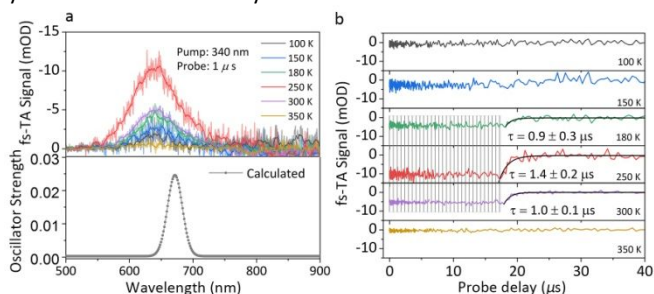 a
fs-TA Signal (mOD)
-15
-10
-5
0
Pump: 340 nm
Probe: 1 μs
100 K
150 K
180 K
250 K
300 K
350 K
Oscillator Strength
0.03
0.02
0.01
0.00
Calculated
500 600 700 800 900
Wavelength (nm)
b
fs-TA Signal (mOD)
0
-10
100 K
0
-10
150 K
0
-10
τ = 0.9 ± 0.3 μs
180 K
0
-10
τ = 1.4 ± 0.2 μs
250 K
0
-10
τ = 1.0 ± 0.1 μs
300 K
0
-10
350 K
0 10 20 30 40
Probe delay (μs)